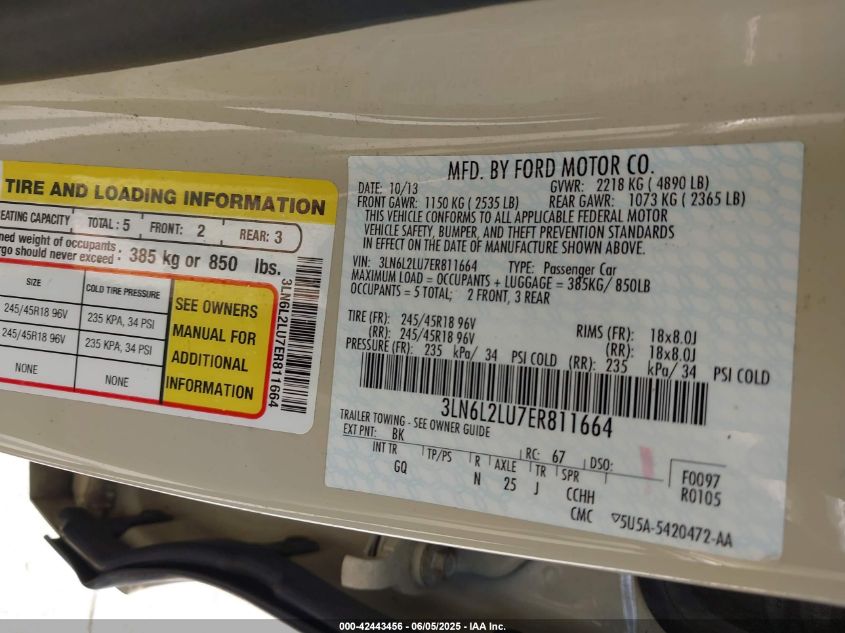 TIRE AND LOADING INFORMATION
EATING CAPACITY TOTAL: 5 FRONT: 2 REAR: 3
ned weight of occupants
rgo should never exceed: 385 kg or 850 lbs.
SIZE COLD TIRE PRESSURE
245/45R18 96V 235 KPA, 34 PSI
245/45R18 96V 235 KPA, 34 PSI
NONE NONE
SEE OWNERS
MANUAL FOR
ADDITIONAL
INFORMATION
3LN6L2LU7ER811664
MFD. BY FORD MOTOR CO.
DATE: 10/13 GVWR: 2218 KG ( 4890 LB)
FRONT GAWR: 1150 KG ( 2535 LB) REAR GAWR: 1073 KG ( 2365 LB)
THIS VEHICLE CONFORMS TO ALL APPLICABLE FEDERAL MOTOR
VEHICLE SAFETY, BUMPER, AND THEFT PREVENTION STANDARDS
IN EFFECT ON THE DATE OF MANUFACTURE SHOWN ABOVE.
VIN: 3LN6L2LU7ER811664 TYPE: Passenger Car
MAXIMUM LOAD = OCCUPANTS + LUGGAGE = 385KG/ 850LB
OCCUPANTS = 5 TOTAL; 2 FRONT, 3 REAR
TIRE (FR): 245/45R18 96V RIMS (FR): 18x8.0J
(RR): 245/45R18 96V (RR): 18x8.0J
PRESSURE (FR): 235 kPa/ 34 PSI COLD (RR): 235 kPa/ 34 PSI COLD
3LN6L2LU7ER811664
TRAILER TOWING - SEE OWNER GUIDE
EXT PNT: BK RC: 67 DSO:
INT TR TP/PS R AXLE TR SPR F0097
GQ N 25 J CCHH R0105
CMC ▽5U5A-5420472-AA
000-42443456 - 06/05/2025 - IAA Inc.